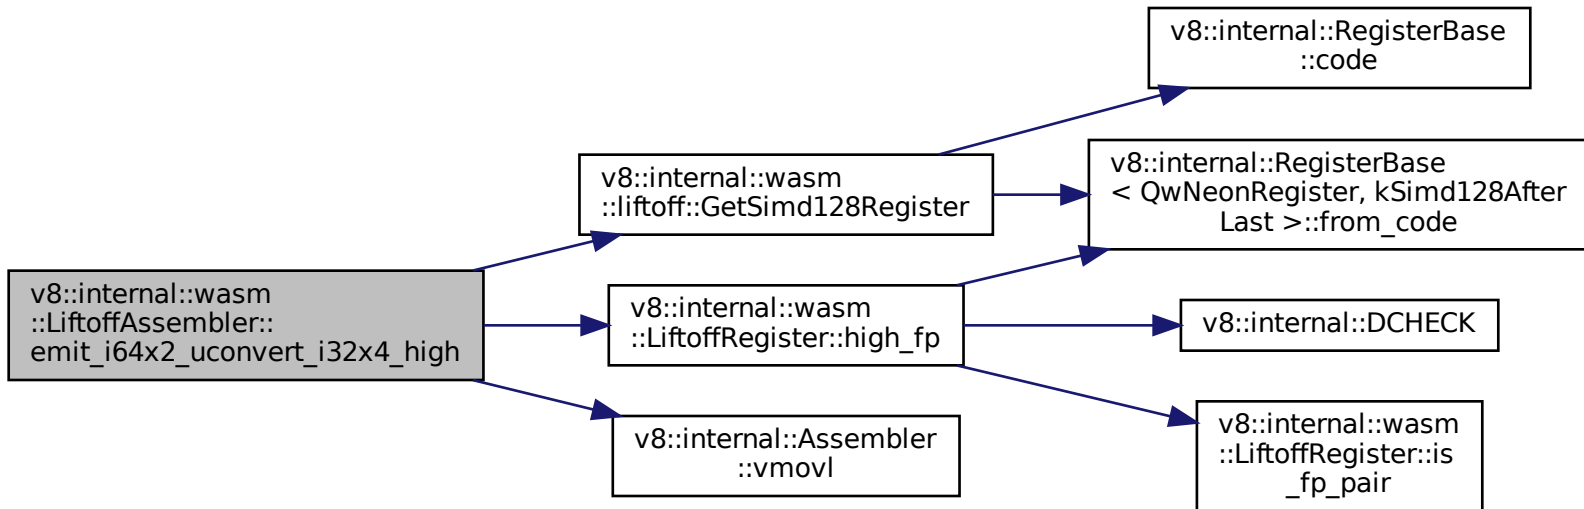 v8::internal::wasm
::LiftoffAssembler::
emit_i64x2_uconvert_i32x4_high
v8::internal::wasm
::liftoff::GetSimd128Register
v8::internal::RegisterBase
::code
v8::internal::RegisterBase
< QwNeonRegister, kSimd128After
Last >::from_code
v8::internal::wasm
::LiftoffRegister::high_fp
v8::internal::DCHECK
v8::internal::wasm
::LiftoffRegister::is
_fp_pair
v8::internal::Assembler
::vmovl